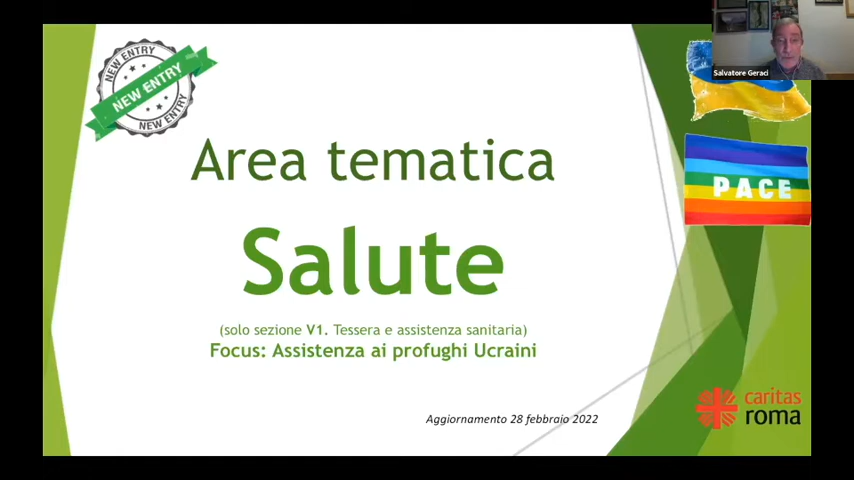 NEW ENTRY
NEW ENTRY
NEW ENTRY
Salvatore Geraci
PACE
Area tematica
Salute
(solo sezione V1. Tessera e assistenza sanitaria)
Focus: Assistenza ai profughi Ucraini
Aggiornamento 28 febbraio 2022
caritas
roma